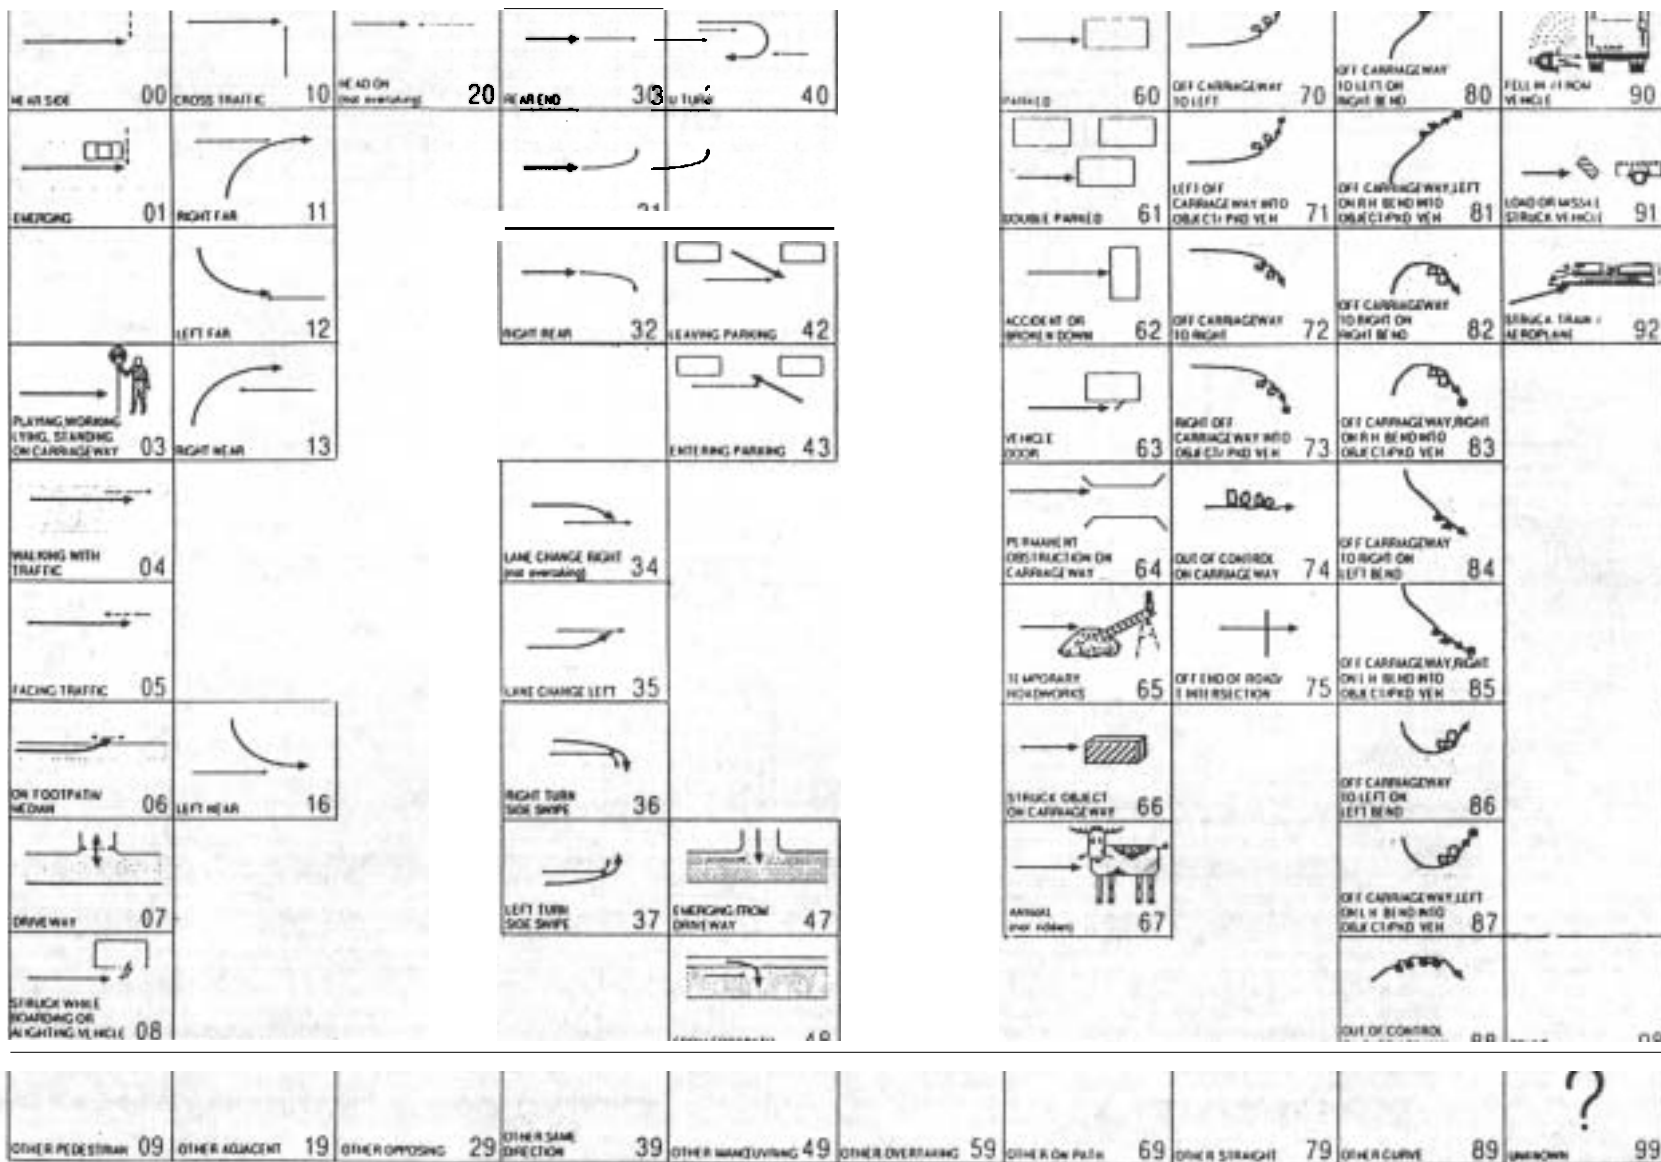 NEAR SIDE 00
CROSS TRAFFIC 10
HEAD ON
(not overtaking) 20
REAR END 30
3
U TURN 40
PARKED 60
OFF CARRIAGEWAY
TO LEFT 70
OFF CARRIAGEWAY
TO LEFT ON
RIGHT BEND 80
FELL IN / FROM
VEHICLE 90
EMERGING 01
RIGHT FAR 11
DOUBLE PARKED 61
LEFT OFF
CARRIAGEWAY INTO
OBJECT/PKD VEH 71
OFF CARRIAGEWAY, LEFT
ON R H BEND INTO
OBJECT/PKD VEH 81
LOAD OR MISSILE
STRUCK VEHICLE 91
LEFT FAR 12
RIGHT REAR 32
LEAVING PARKING 42
ACCIDENT OR
BROKEN DOWN 62
OFF CARRIAGEWAY
TO RIGHT 72
OFF CARRIAGEWAY
TO RIGHT ON
RIGHT BEND 82
STRUCK TRAIN /
AEROPLANE 92
PLAYING, WORKING
LYING, STANDING
ON CARRIAGEWAY 03
RIGHT NEAR 13
ENTERING PARKING 43
VEHICLE
DOOR 63
RIGHT OFF
CARRIAGEWAY INTO
OBJECT/PKD VEH 73
OFF CARRIAGEWAY, RIGHT
ON R H BEND INTO
OBJECT/PKD VEH 83
WALKING WITH
TRAFFIC 04
LANE CHANGE RIGHT
(not overtaking) 34
PERMANENT
OBSTRUCTION ON
CARRIAGEWAY 64
OUT OF CONTROL
ON CARRIAGEWAY 74
OFF CARRIAGEWAY
TO RIGHT ON
LEFT BEND 84
FACING TRAFFIC 05
LANE CHANGE LEFT 35
TEMPORARY
ROADWORKS 65
OFF END OF ROAD/
T INTERSECTION 75
OFF CARRIAGEWAY, RIGHT
ON L H BEND INTO
OBJECT/PKD VEH 85
ON FOOTPATH/
MEDIAN 06
LEFT NEAR 16
RIGHT TURN
SIDE SWIPE 36
STRUCK OBJECT
ON CARRIAGEWAY 66
OFF CARRIAGEWAY
TO LEFT ON
LEFT BEND 86
DRIVEWAY 07
LEFT TURN
SIDE SWIPE 37
EMERGING FROM
DRIVEWAY 47
ANIMAL
(not ridden) 67
OFF CARRIAGEWAY, LEFT
ON L H BEND INTO
OBJECT/PKD VEH 87
STRUCK WHILE
BOARDING OR
ALIGHTING VEHICLE 08
OUT OF CONTROL
OTHER PEDESTRIAN 09
OTHER ADJACENT 19
OTHER OPPOSING 29
OTHER SAME
DIRECTION 39
OTHER MANOEUVRING 49
OTHER OVERTAKING 59
OTHER ON PATH 69
OTHER STRAIGHT 79
OTHER CURVE 89
?
UNKNOWN 99